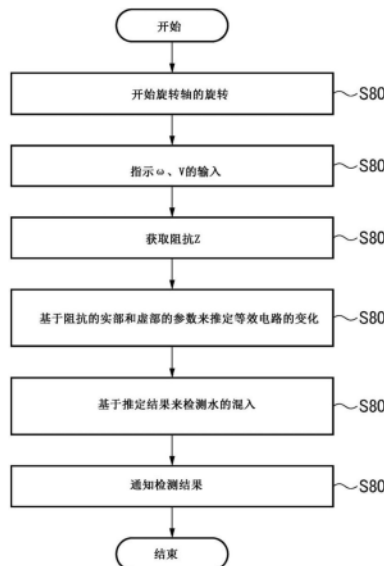 开始
开始旋转轴的旋转
S80
指示ω、V的输入
S80
获取阻抗Z
S80
基于阻抗的实部和虚部的参数来推定等效电路的变化
S80
基于推定结果来检测水的混入
S80
通知检测结果
S80
结束